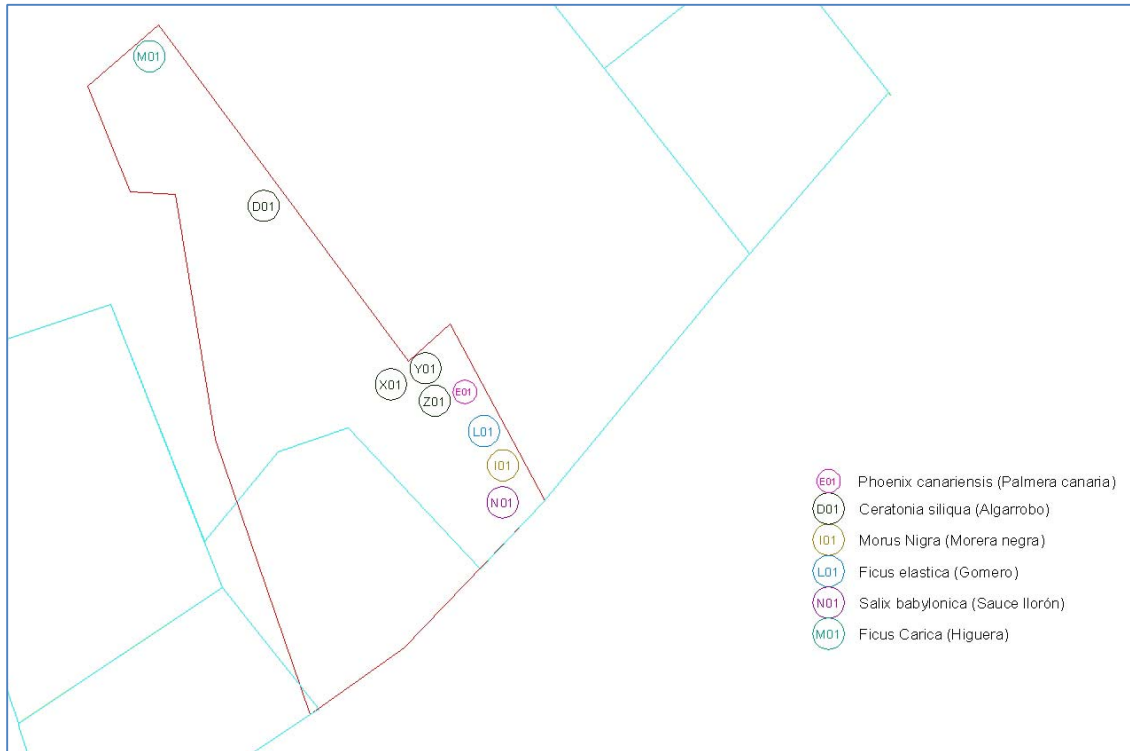 M01
D01
Y01
X01
E01
Z01
L01
I01
N01
E01 Phoenix canariensis (Palmera canaria)
D01 Ceratonia siliqua (Algarrobo)
I01 Morus Nigra (Morera negra)
L01 Ficus elastica (Gomero)
N01 Salix babylonica (Sauce llorón)
M01 Ficus Carica (Higuera)